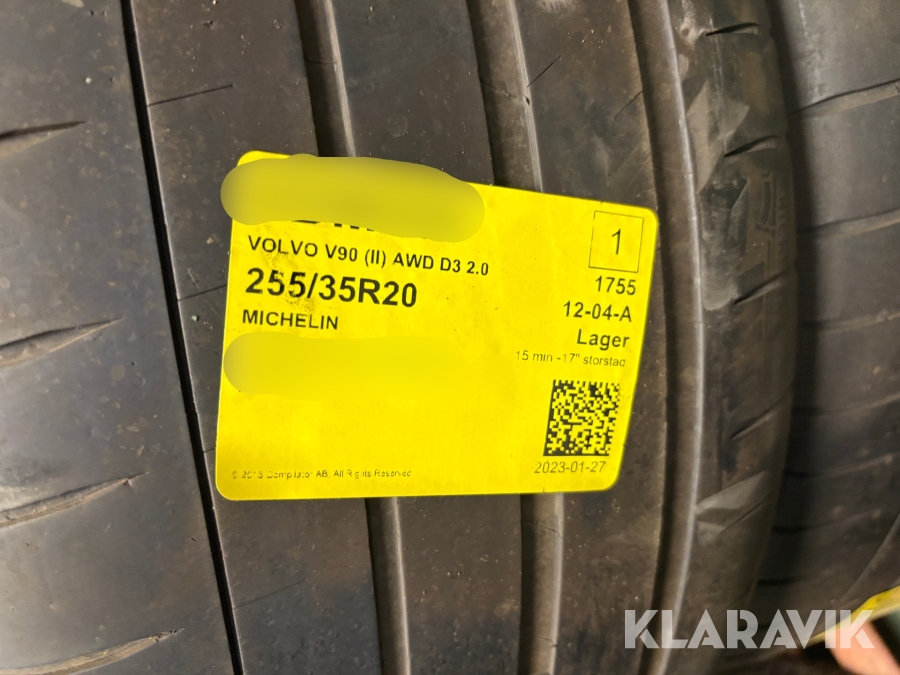 VOLVO V90 (II) AWD D3 2.0
255/35R20
MICHELIN
1
1755
12-04-A
Lager
15 min -17" storstad
2023-01-27
© 2013 Compilator AB. All Rights Reserved
KLARAVIK